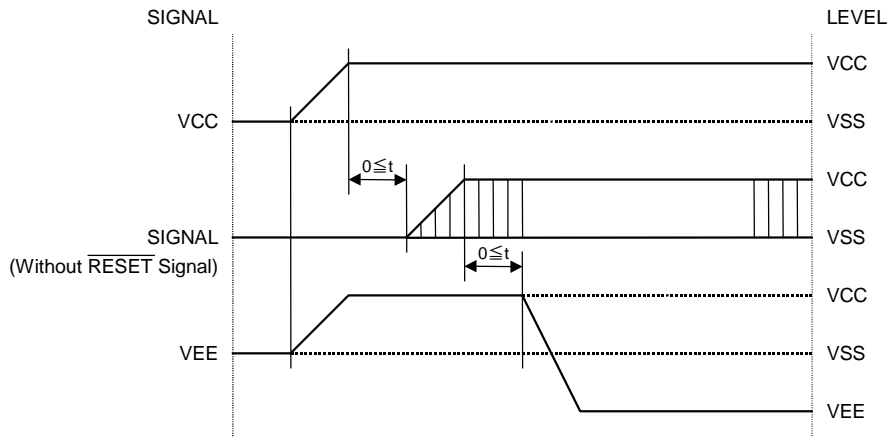 SIGNAL LEVEL
VCC
VCC VSS
0≦t VCC
SIGNAL VSS
(Without RESET Signal) 0≦t
VCC
VEE VSS
VEE